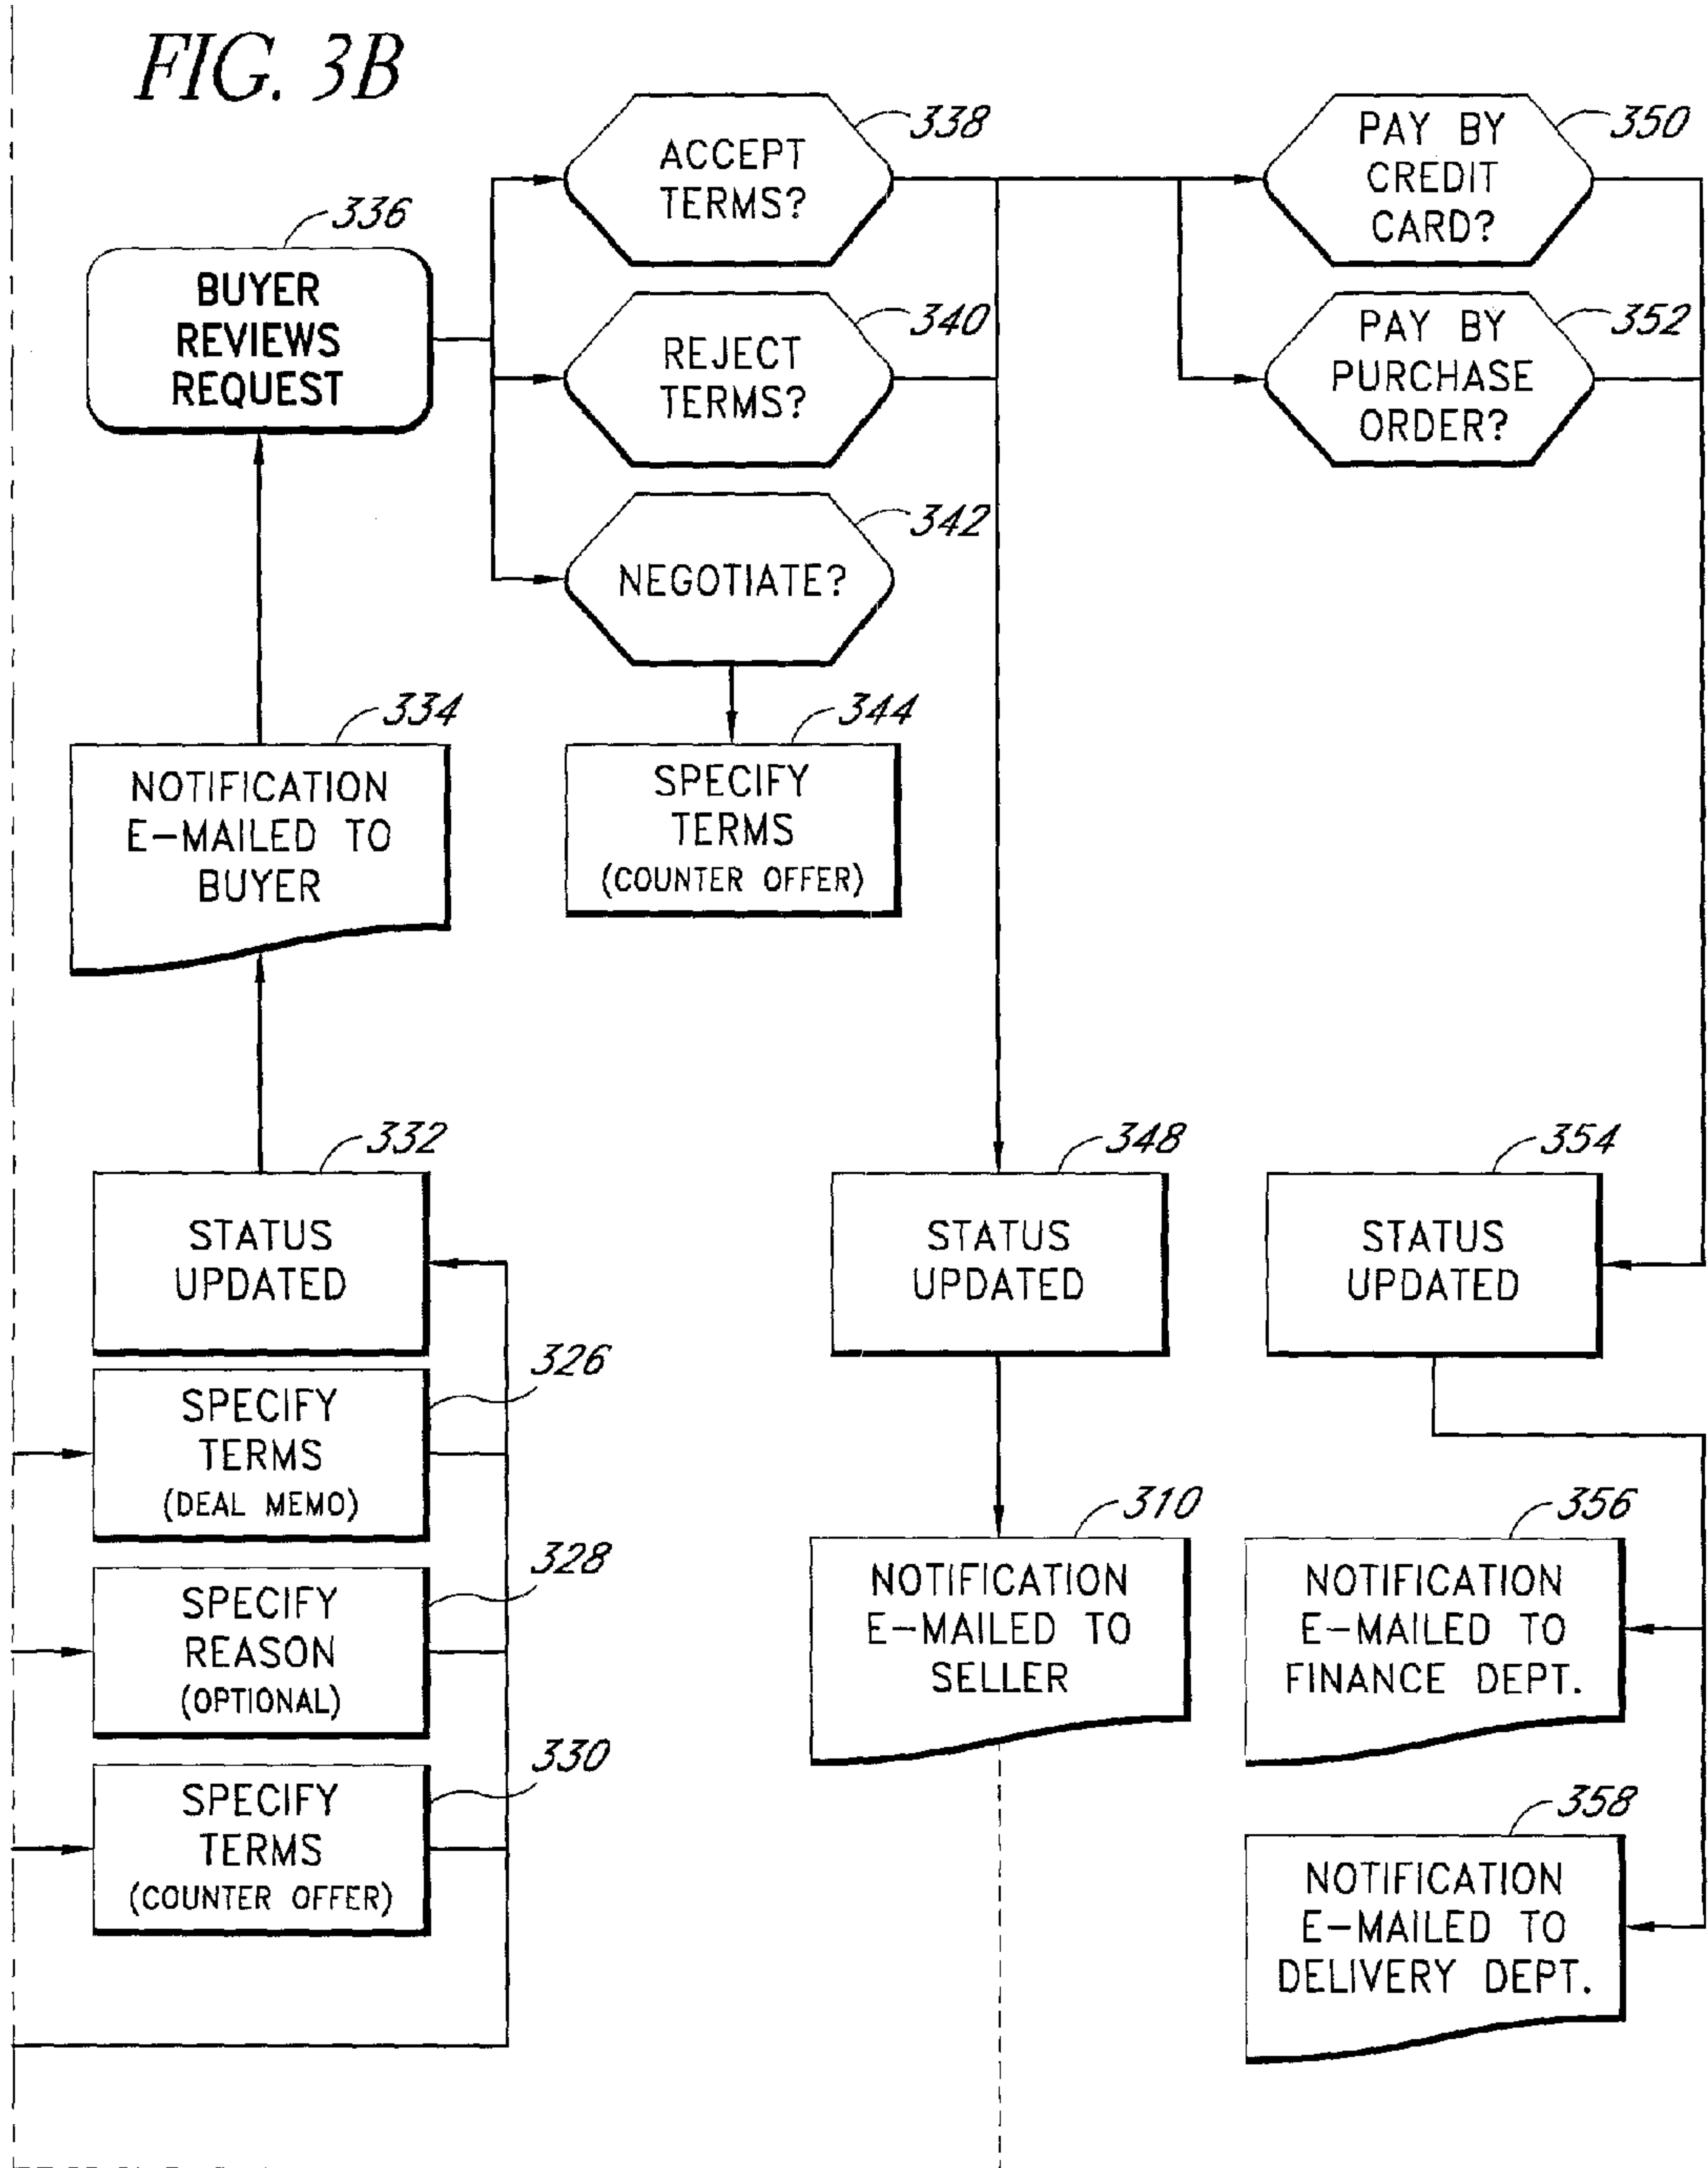 FIG. 3B
336
BUYER
REVIEWS
REQUEST
338
ACCEPT
TERMS?
340
REJECT
TERMS?
342
NEGOTIATE?
350
PAY BY
CREDIT
CARD?
352
PAY BY
PURCHASE
ORDER?
334
NOTIFICATION
E-MAILED TO
BUYER
344
SPECIFY
TERMS
(COUNTER OFFER)
332
STATUS
UPDATED
348
STATUS
UPDATED
354
STATUS
UPDATED
326
SPECIFY
TERMS
(DEAL MEMO)
328
SPECIFY
REASON
(OPTIONAL)
330
SPECIFY
TERMS
(COUNTER OFFER)
310
NOTIFICATION
E-MAILED TO
SELLER
356
NOTIFICATION
E-MAILED TO
FINANCE DEPT.
358
NOTIFICATION
E-MAILED TO
DELIVERY DEPT.